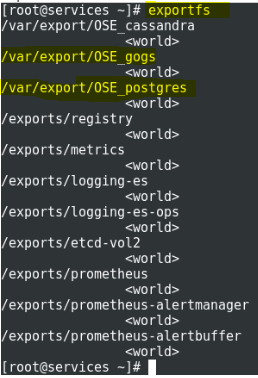 [root@services ~]# exportfs
/var/export/OSE_cassandra
<world>
/var/export/OSE_gogs
<world>
/var/export/OSE_postgres
<world>
/exports/registry
<world>
/exports/metrics
<world>
/exports/logging-es
<world>
/exports/logging-es-ops
<world>
/exports/etcd-vol2
<world>
/exports/prometheus
<world>
/exports/prometheus-alertmanager
<world>
/exports/prometheus-alertbuffer
<world>
[root@services ~]#